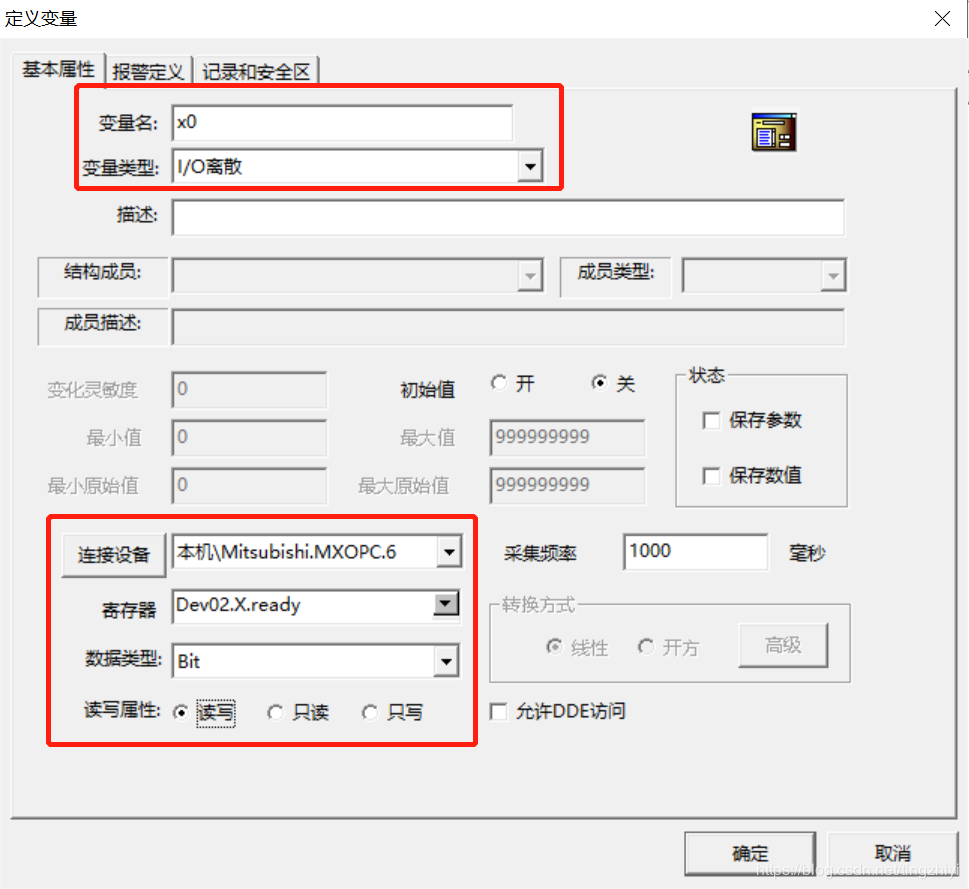 定义变量
基本属性 报警定义 记录和安全区
变量名: x0
变量类型: I/O离散
描述:
结构成员: 成员类型:
成员描述:
变化灵敏度 0 初始值 开 关 状态
最小值 0 最大值 999999999 保存参数
最小原始值 0 最大原始值 999999999 保存数值
连接设备 本机\Mitsubishi.MXOPC.6 采集频率 1000 毫秒
寄存器 Dev02.X.ready 转换方式
数据类型: Bit 线性 开方 高级
读写属性: 读写 只读 只写 允许DDE访问
确定 取消